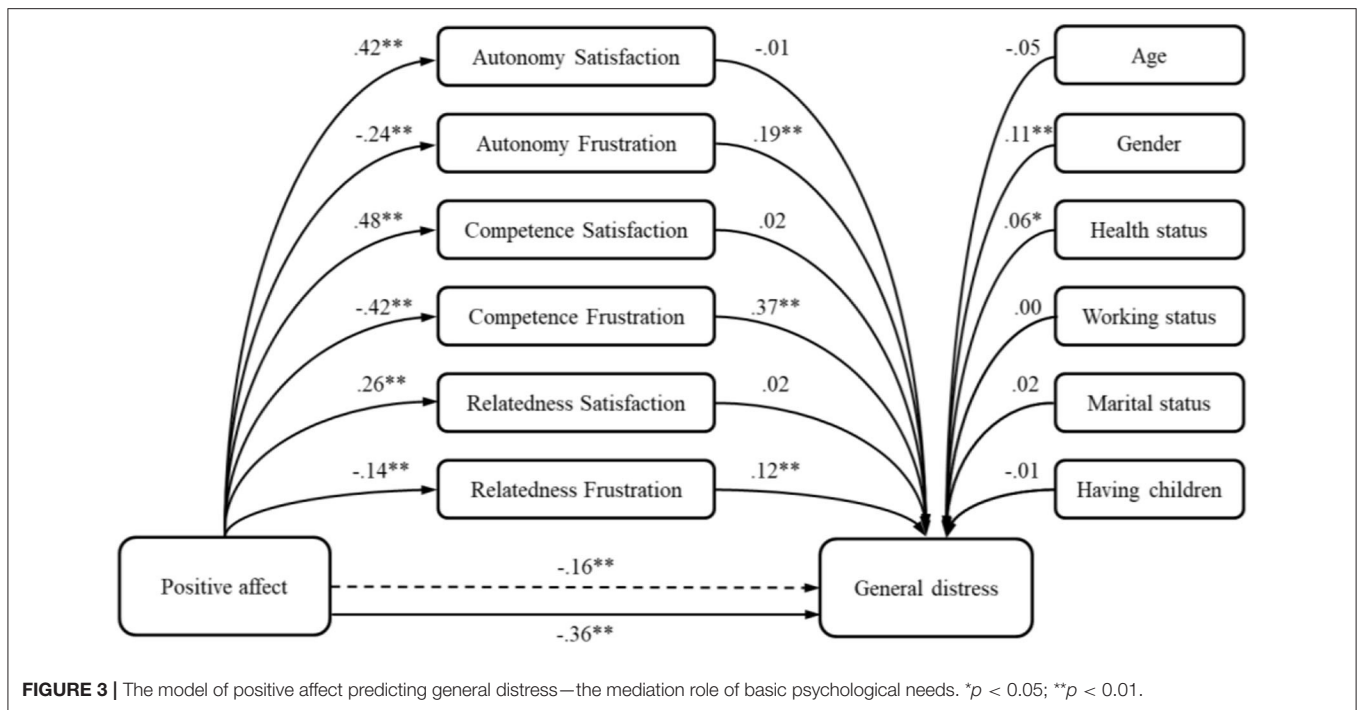 .42**
Autonomy Satisfaction
-.01
-.05
Age
-.24**
Autonomy Frustration
.19**
.11**
Gender
.48**
Competence Satisfaction
.02
.06*
Health status
-.42**
Competence Frustration
.37**
.00
Working status
.26**
Relatedness Satisfaction
.02
.02
Marital status
-.14**
Relatedness Frustration
.12**
-.01
Having children
Positive affect
-.16**
General distress
-.36**
FIGURE 3 | The model of positive affect predicting general distress—the mediation role of basic psychological needs. *p < 0.05; **p < 0.01.